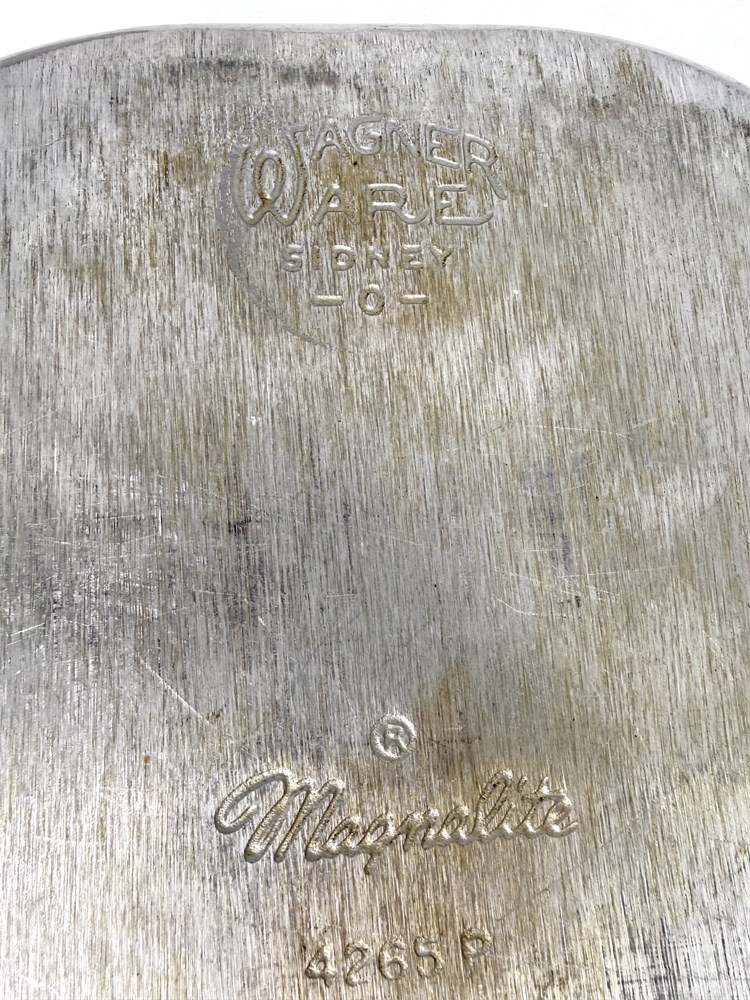 WAGNER
WARE
SIDNEY
-O-
®
Magnalite
4265 P